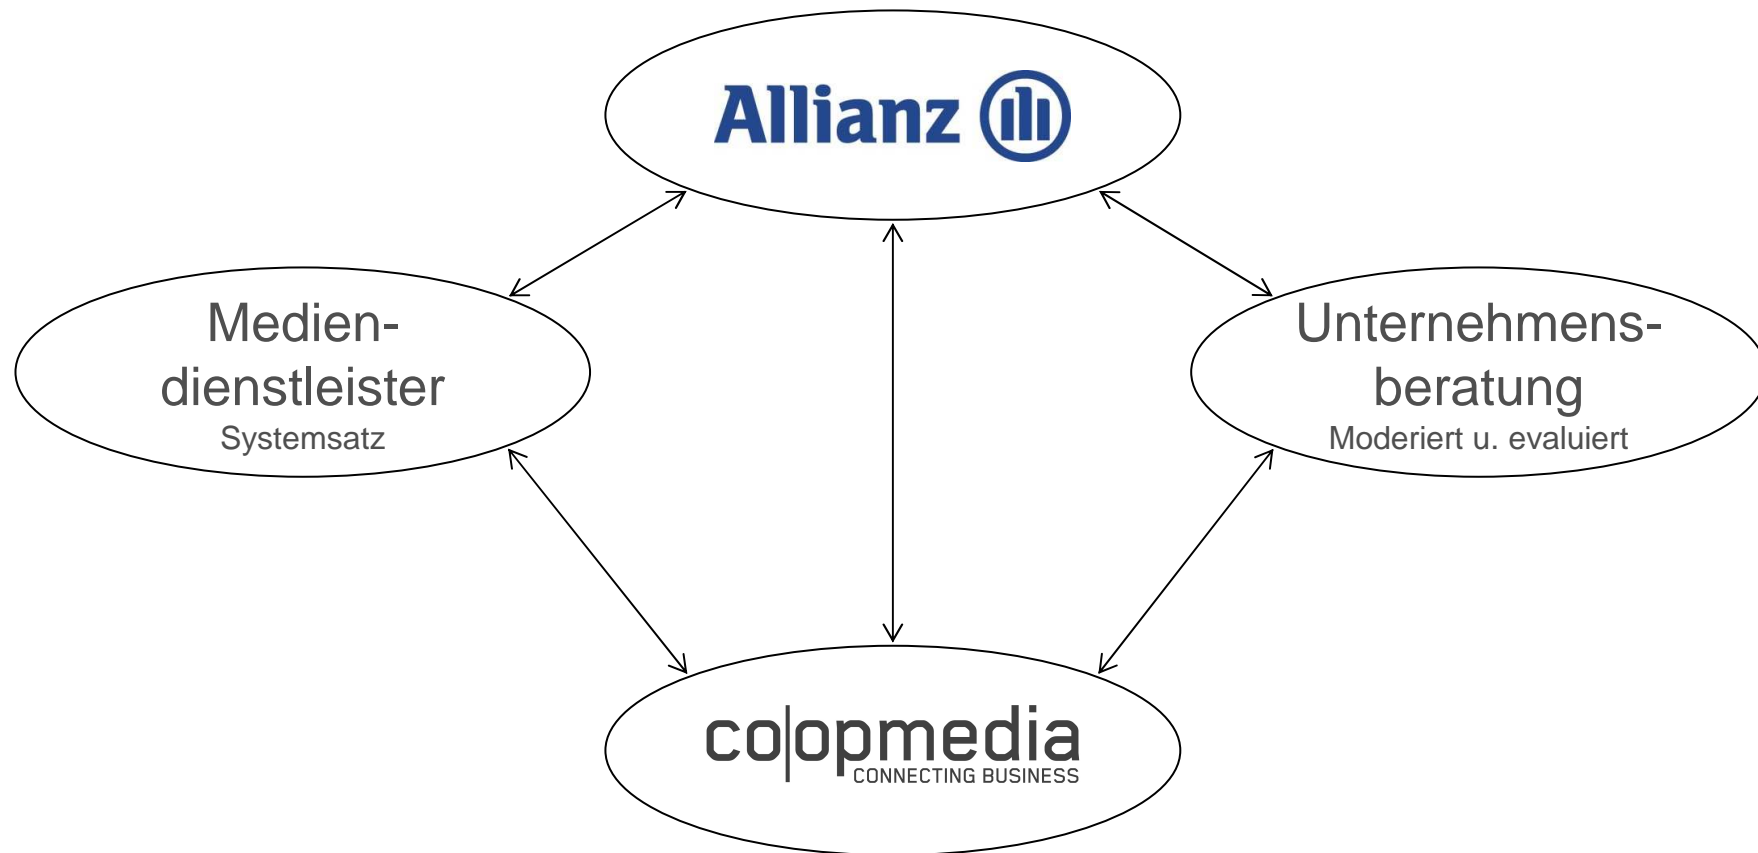 Allianz
Medien-
dienstleister
Systemsatz
Unternehmens-
beratung
Moderiert u. evaluiert
co|opmedia
CONNECTING BUSINESS